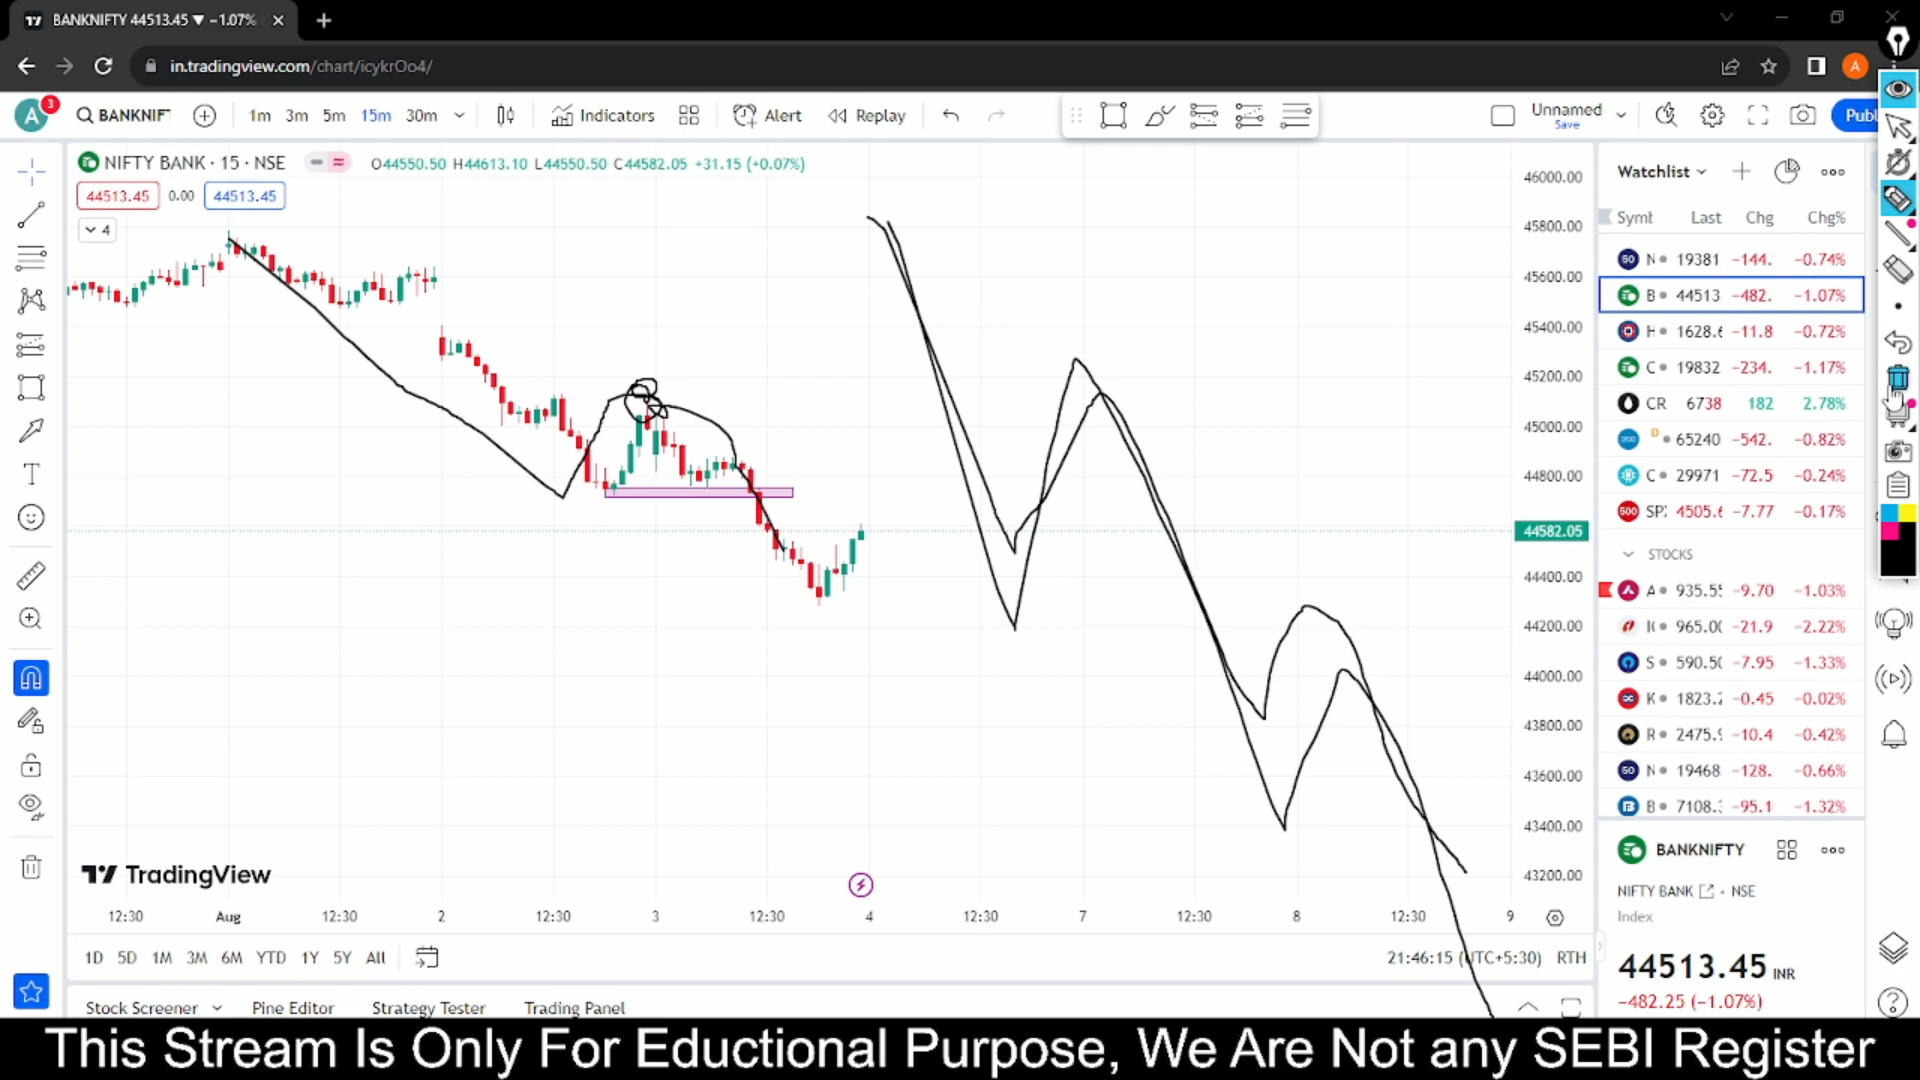 BANKNIFTY 44513.45 ▼ −1.07%
in.tradingview.com/chart/icykrOo4/
A
A 3
BANKNIF
1m 3m 5m 15m 30m
Indicators
Alert
Replay
Unnamed
Save
Publ
NIFTY BANK · 15 · NSE
O44550.50 H44613.10 L44550.50 C44582.05 +31.15 (+0.07%)
44513.45 0.00 44513.45
4
46000.00
45800.00
45600.00
45400.00
45200.00
45000.00
44800.00
44582.05
44400.00
44200.00
44000.00
43800.00
43600.00
43400.00
43200.00
TradingView
12:30 Aug 12:30 2 12:30 3 12:30 4 12:30 7 12:30 8 12:30 9
1D 5D 1M 3M 6M YTD 1Y 5Y All
21:46:15 (UTC+5:30) RTH
Stock Screener Pine Editor Strategy Tester Trading Panel
Watchlist
Last Chg Chg%
50 N 19381 −144. −0.74%
B 44513 −482. −1.07%
H 1628.6 −11.8 −0.72%
C 19832 −234. −1.17%
CR 6738 182 2.78%
D 65240 −542. −0.82%
C 29971 −72.5 −0.24%
500 SP 4505.6 −7.77 −0.17%
STOCKS
A 935.55 −9.70 −1.03%
965.00 −21.9 −2.22%
S 590.50 −7.95 −1.33%
K 1823.2 −0.45 −0.02%
R 2475.9 −10.4 −0.42%
50 N 19468 −128. −0.66%
B 7108. −95.1 −1.32%
BANKNIFTY
NIFTY BANK NSE
Index
44513.45 INR
−482.25 (−1.07%)
This Stream Is Only For Eductional Purpose, We Are Not any SEBI Register